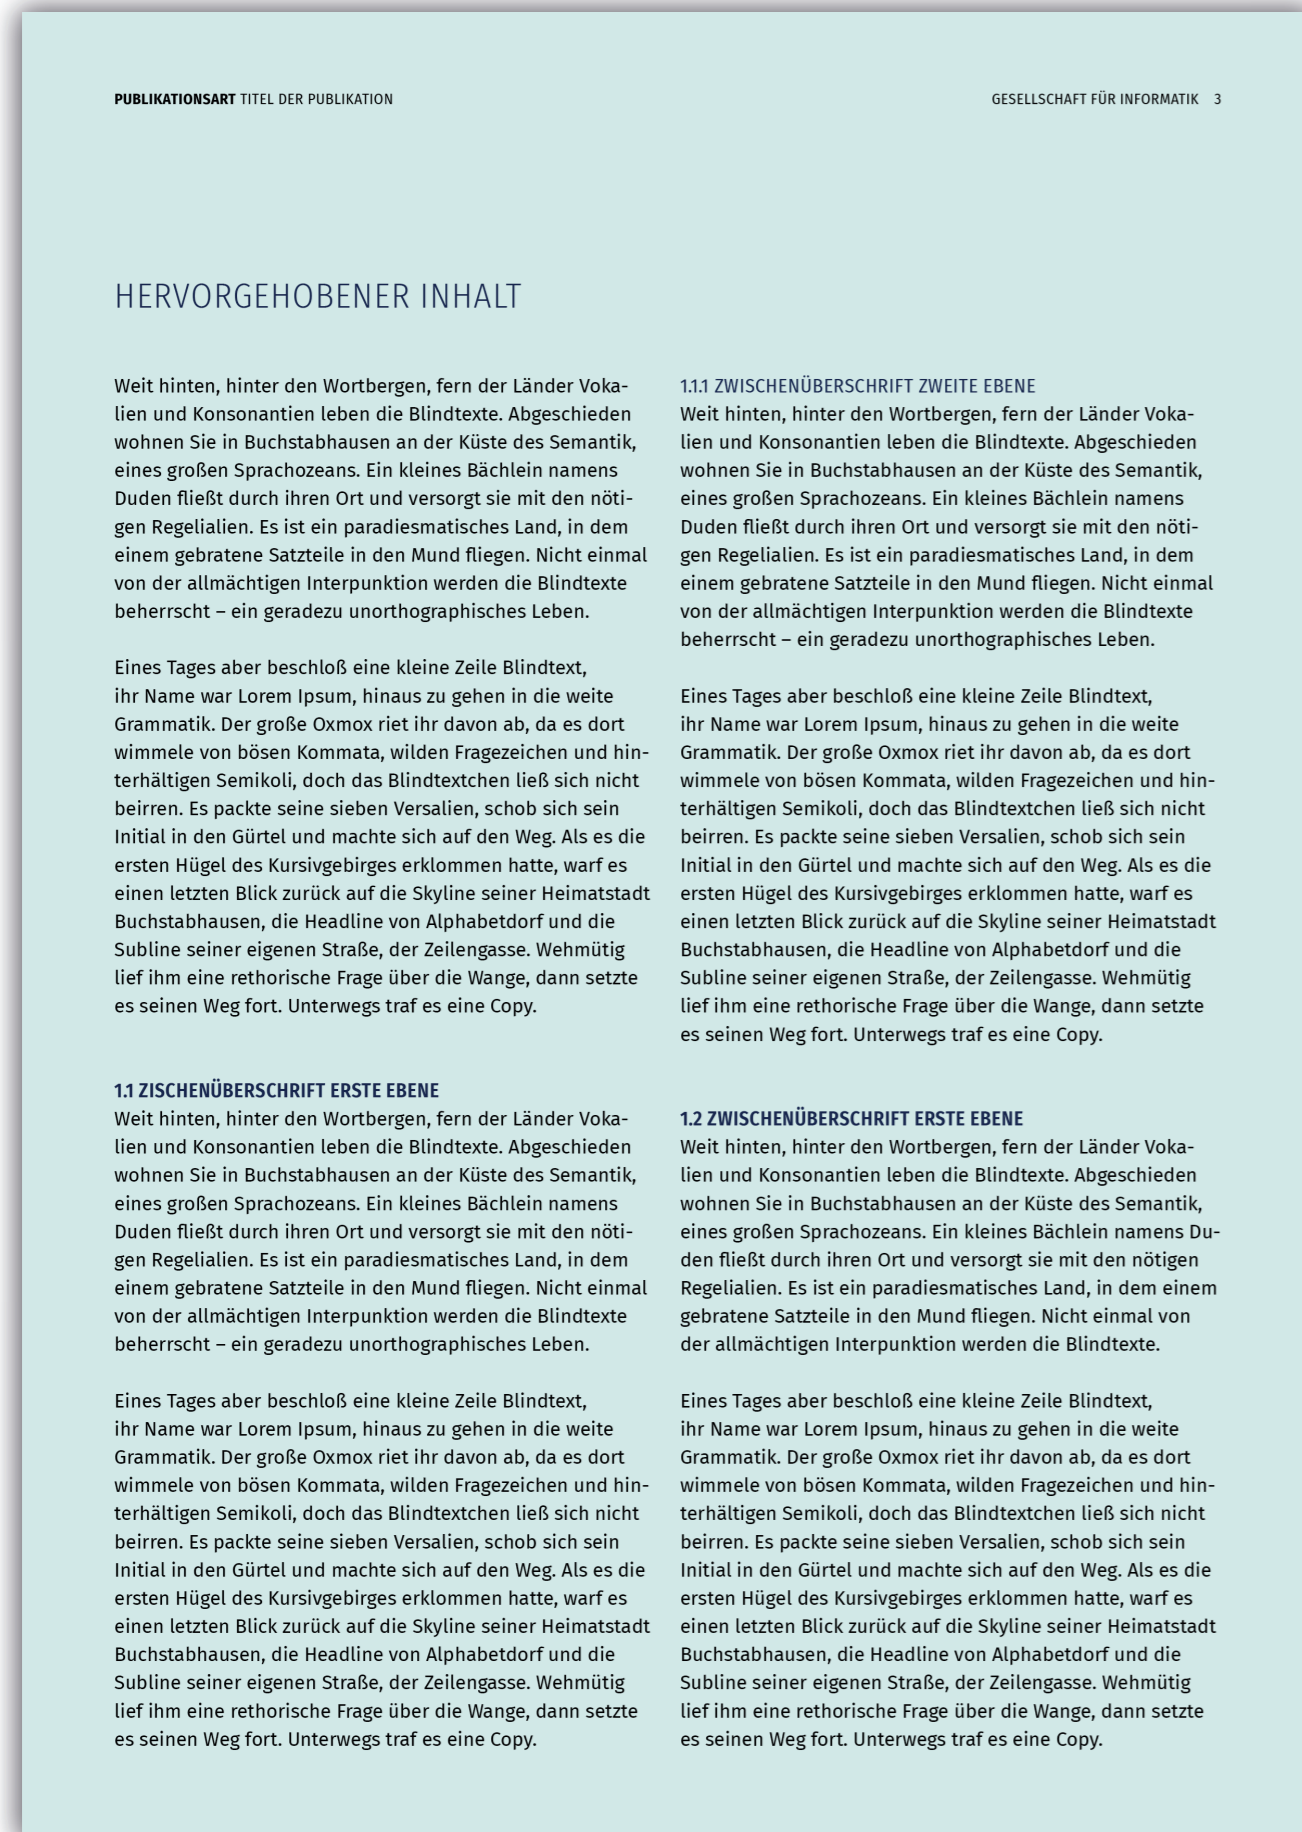 PUBLIKATIONSART TITEL DER PUBLIKATION
GESELLSCHAFT FÜR INFORMATIK 3
HERVORGEHOBENER INHALT
Weit hinten, hinter den Wortbergen, fern der Länder Voka-
lien und Konsonantien leben die Blindtexte. Abgeschieden
wohnen Sie in Buchstabhausen an der Küste des Semantik,
eines großen Sprachozeans. Ein kleines Bächlein namens
Duden fließt durch ihren Ort und versorgt sie mit den nöti-
gen Regelialien. Es ist ein paradiesmatisches Land, in dem
einem gebratene Satzteile in den Mund fliegen. Nicht einmal
von der allmächtigen Interpunktion werden die Blindtexte
beherrscht – ein geradezu unorthographisches Leben.
Eines Tages aber beschloß eine kleine Zeile Blindtext,
ihr Name war Lorem Ipsum, hinaus zu gehen in die weite
Grammatik. Der große Oxmox riet ihr davon ab, da es dort
wimmele von bösen Kommata, wilden Fragezeichen und hin-
terhältigen Semikoli, doch das Blindtextchen ließ sich nicht
beirren. Es packte seine sieben Versalien, schob sich sein
Initial in den Gürtel und machte sich auf den Weg. Als es die
ersten Hügel des Kursivgebirges erklommen hatte, warf es
einen letzten Blick zurück auf die Skyline seiner Heimatstadt
Buchstabhausen, die Headline von Alphabetdorf und die
Subline seiner eigenen Straße, der Zeilengasse. Wehmütig
lief ihm eine rethorische Frage über die Wange, dann setzte
es seinen Weg fort. Unterwegs traf es eine Copy.
1.1 ZISCHENÜBERSCHRIFT ERSTE EBENE
Weit hinten, hinter den Wortbergen, fern der Länder Voka-
lien und Konsonantien leben die Blindtexte. Abgeschieden
wohnen Sie in Buchstabhausen an der Küste des Semantik,
eines großen Sprachozeans. Ein kleines Bächlein namens
Duden fließt durch ihren Ort und versorgt sie mit den nöti-
gen Regelialien. Es ist ein paradiesmatisches Land, in dem
einem gebratene Satzteile in den Mund fliegen. Nicht einmal
von der allmächtigen Interpunktion werden die Blindtexte
beherrscht – ein geradezu unorthographisches Leben.
Eines Tages aber beschloß eine kleine Zeile Blindtext,
ihr Name war Lorem Ipsum, hinaus zu gehen in die weite
Grammatik. Der große Oxmox riet ihr davon ab, da es dort
wimmele von bösen Kommata, wilden Fragezeichen und hin-
terhältigen Semikoli, doch das Blindtextchen ließ sich nicht
beirren. Es packte seine sieben Versalien, schob sich sein
Initial in den Gürtel und machte sich auf den Weg. Als es die
ersten Hügel des Kursivgebirges erklommen hatte, warf es
einen letzten Blick zurück auf die Skyline seiner Heimatstadt
Buchstabhausen, die Headline von Alphabetdorf und die
Subline seiner eigenen Straße, der Zeilengasse. Wehmütig
lief ihm eine rethorische Frage über die Wange, dann setzte
es seinen Weg fort. Unterwegs traf es eine Copy.
1.1.1 ZWISCHENÜBERSCHRIFT ZWEITE EBENE
Weit hinten, hinter den Wortbergen, fern der Länder Voka-
lien und Konsonantien leben die Blindtexte. Abgeschieden
wohnen Sie in Buchstabhausen an der Küste des Semantik,
eines großen Sprachozeans. Ein kleines Bächlein namens
Duden fließt durch ihren Ort und versorgt sie mit den nöti-
gen Regelialien. Es ist ein paradiesmatisches Land, in dem
einem gebratene Satzteile in den Mund fliegen. Nicht einmal
von der allmächtigen Interpunktion werden die Blindtexte
beherrscht – ein geradezu unorthographisches Leben.
Eines Tages aber beschloß eine kleine Zeile Blindtext,
ihr Name war Lorem Ipsum, hinaus zu gehen in die weite
Grammatik. Der große Oxmox riet ihr davon ab, da es dort
wimmele von bösen Kommata, wilden Fragezeichen und hin-
terhältigen Semikoli, doch das Blindtextchen ließ sich nicht
beirren. Es packte seine sieben Versalien, schob sich sein
Initial in den Gürtel und machte sich auf den Weg. Als es die
ersten Hügel des Kursivgebirges erklommen hatte, warf es
einen letzten Blick zurück auf die Skyline seiner Heimatstadt
Buchstabhausen, die Headline von Alphabetdorf und die
Subline seiner eigenen Straße, der Zeilengasse. Wehmütig
lief ihm eine rethorische Frage über die Wange, dann setzte
es seinen Weg fort. Unterwegs traf es eine Copy.
1.2 ZWISCHENÜBERSCHRIFT ERSTE EBENE
Weit hinten, hinter den Wortbergen, fern der Länder Voka-
lien und Konsonantien leben die Blindtexte. Abgeschieden
wohnen Sie in Buchstabhausen an der Küste des Semantik,
eines großen Sprachozeans. Ein kleines Bächlein namens Du-
den fließt durch ihren Ort und versorgt sie mit den nötigen
Regelialien. Es ist ein paradiesmatisches Land, in dem einem
gebratene Satzteile in den Mund fliegen. Nicht einmal von
der allmächtigen Interpunktion werden die Blindtexte.
Eines Tages aber beschloß eine kleine Zeile Blindtext,
ihr Name war Lorem Ipsum, hinaus zu gehen in die weite
Grammatik. Der große Oxmox riet ihr davon ab, da es dort
wimmele von bösen Kommata, wilden Fragezeichen und hin-
terhältigen Semikoli, doch das Blindtextchen ließ sich nicht
beirren. Es packte seine sieben Versalien, schob sich sein
Initial in den Gürtel und machte sich auf den Weg. Als es die
ersten Hügel des Kursivgebirges erklommen hatte, warf es
einen letzten Blick zurück auf die Skyline seiner Heimatstadt
Buchstabhausen, die Headline von Alphabetdorf und die
Subline seiner eigenen Straße, der Zeilengasse. Wehmütig
lief ihm eine rethorische Frage über die Wange, dann setzte
es seinen Weg fort. Unterwegs traf es eine Copy.